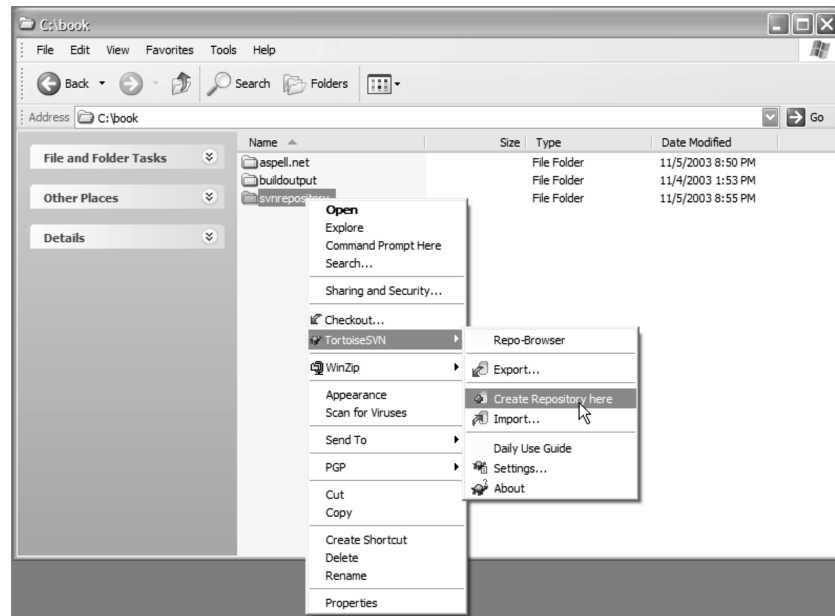 C:\book
File Edit View Favorites Tools Help
Back Search Folders
Address C:\book Go
File and Folder Tasks
Other Places
Details
Name Size Type Date Modified
aspell.net File Folder 11/5/2003 8:50 PM
buildoutput File Folder 11/4/2003 1:53 PM
svnrepository File Folder 11/5/2003 8:55 PM
Open
Explore
Command Prompt Here
Search...
Sharing and Security...
Checkout...
TortoiseSVN
WinZip
Appearance
Scan for Viruses
Send To
PGP
Cut
Copy
Create Shortcut
Delete
Rename
Properties
Repo-Browser
Export...
Create Repository here
Import...
Daily Use Guide
Settings...
About